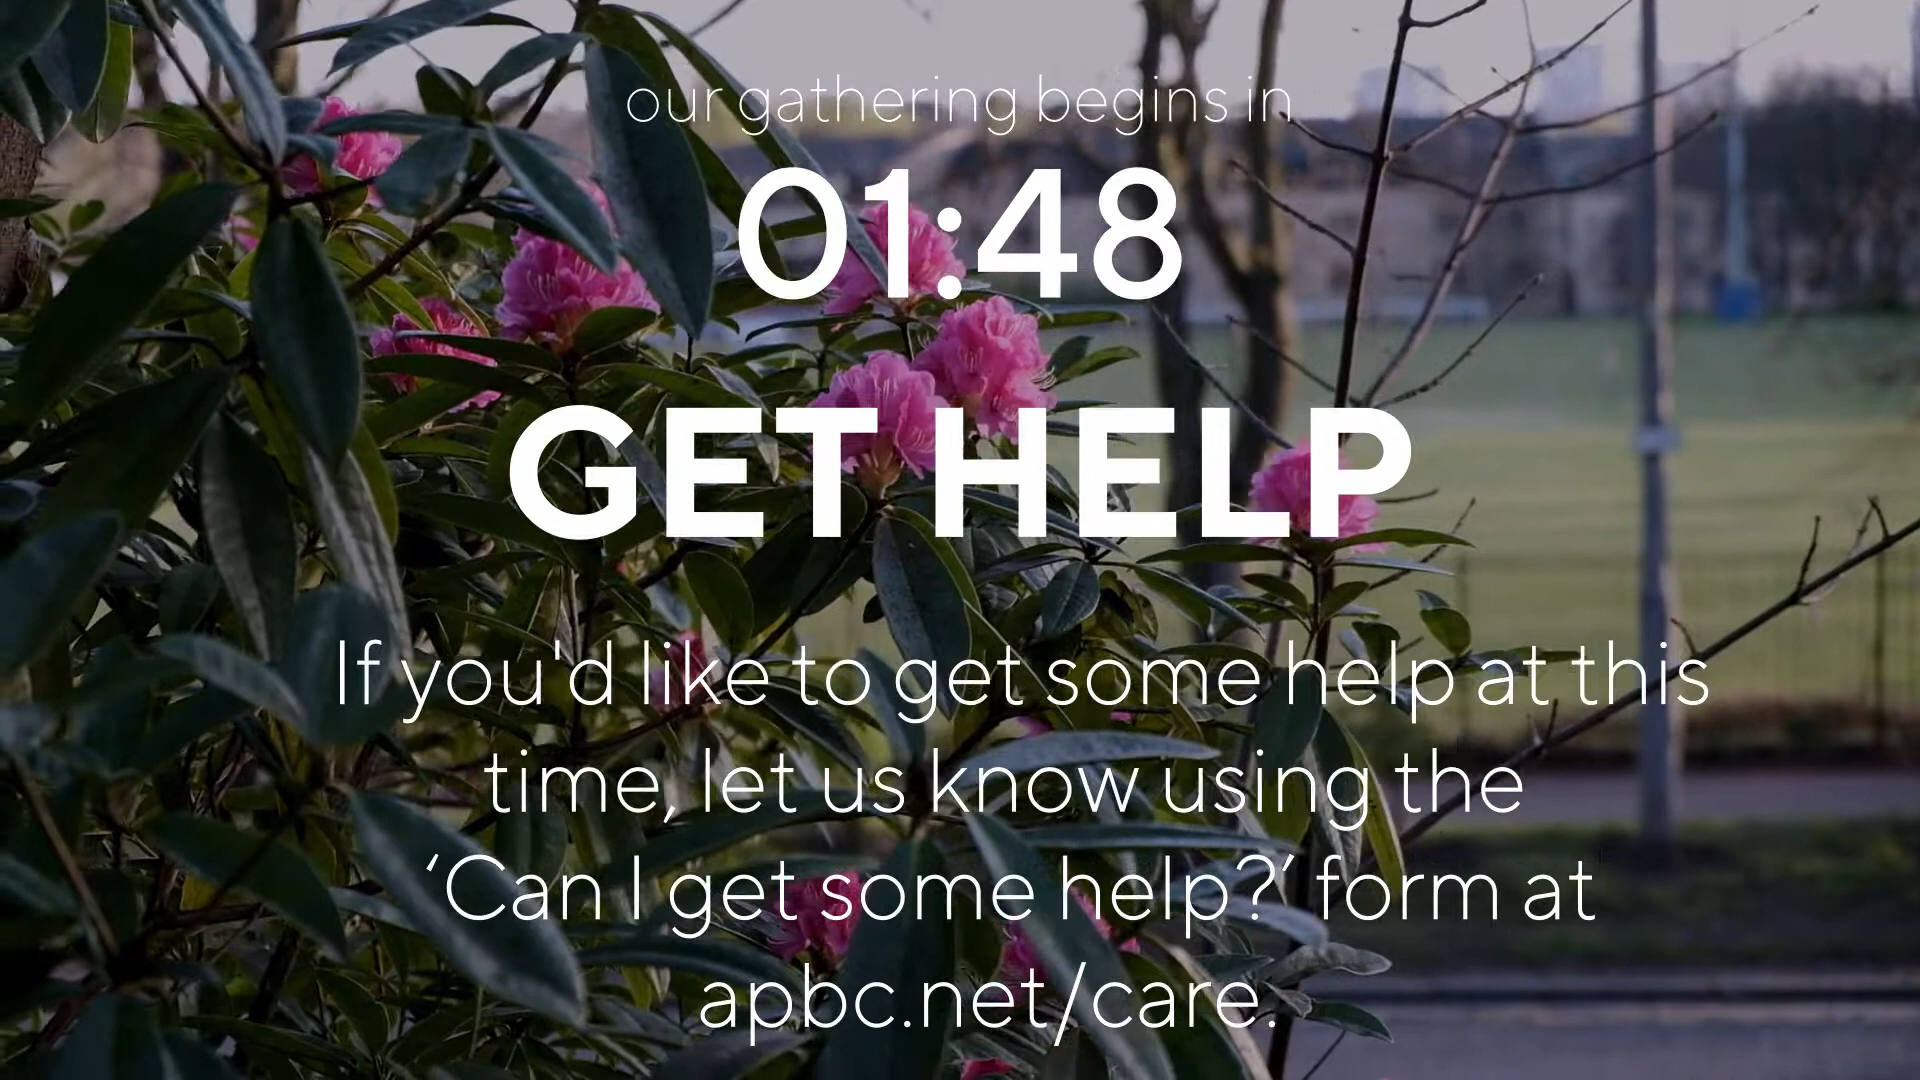 our gathering begins in
01:48
GET HELP
If you'd like to get some help at this
time, let us know using the
‘Can I get some help?’ form at
apbc.net/care.